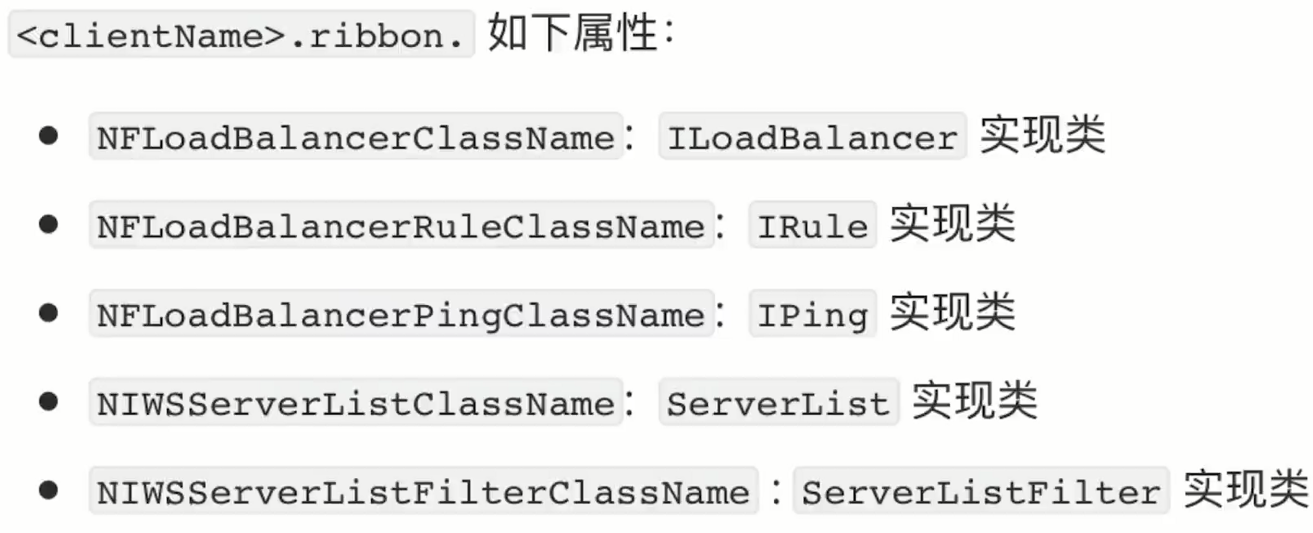 <clientName>.ribbon. 如下属性：
• NFLoadBalancerClassName： ILoadBalancer 实现类
• NFLoadBalancerRuleClassName： IRule 实现类
• NFLoadBalancerPingClassName： IPing 实现类
• NIWSServerListClassName： ServerList 实现类
• NIWSServerListFilterClassName : ServerListFilter 实现类